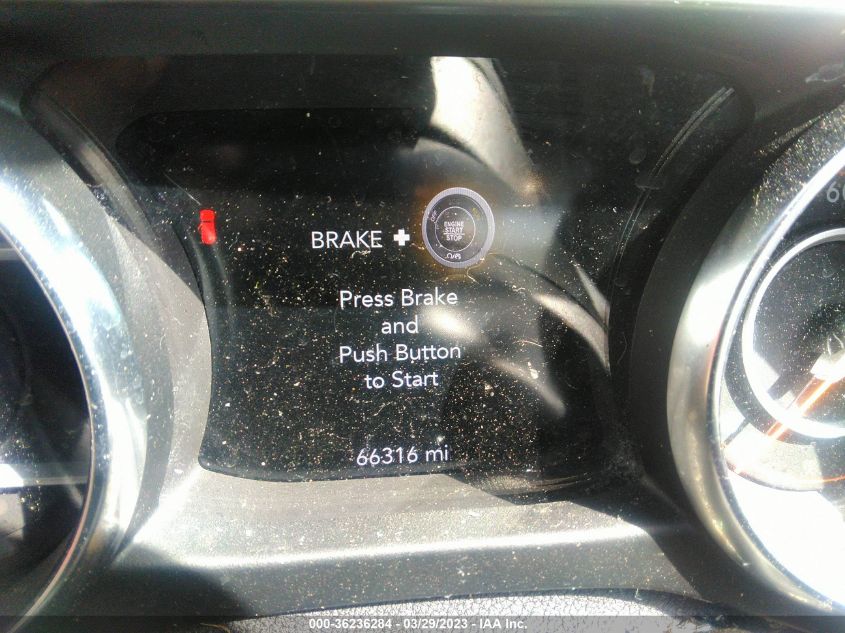 BRAKE +
ENGINE
START
STOP
Press Brake
and
Push Button
to Start
66316 mi
000-36236284 - 03/29/2023 - IAA Inc.